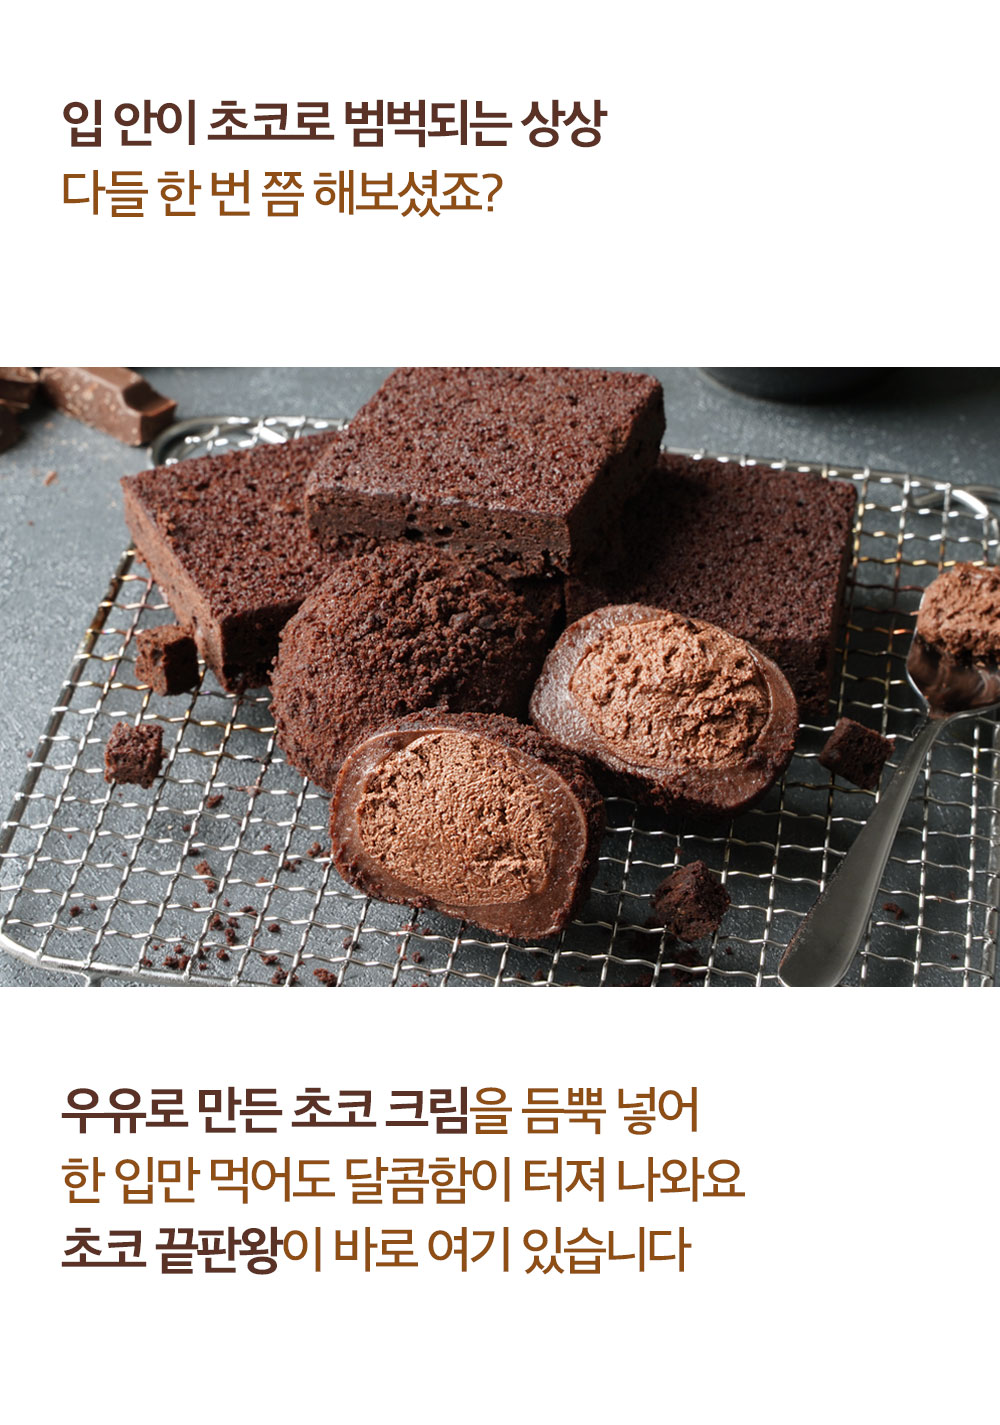 입 안이 초코로 범벅되는 상상
다들 한 번 쯤 해보셨죠?
우유로 만든 초코 크림을 듬뿍 넣어
한 입만 먹어도 달콤함이 터져 나와요
초코 끝판왕이 바로 여기 있습니다